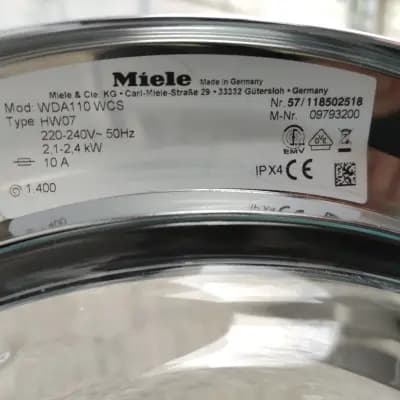 Miele Made in Germany
Miele & Cie. KG • Carl-Miele-Straße 29 • 33332 Gütersloh • Germany
Mod. WDA110 WCS Nr. 57/118502518
Type HW07 M-Nr. 09793200
220-240V~ 50Hz
2,1-2,4 kW EMV
10 A IPX4 CE
1.400